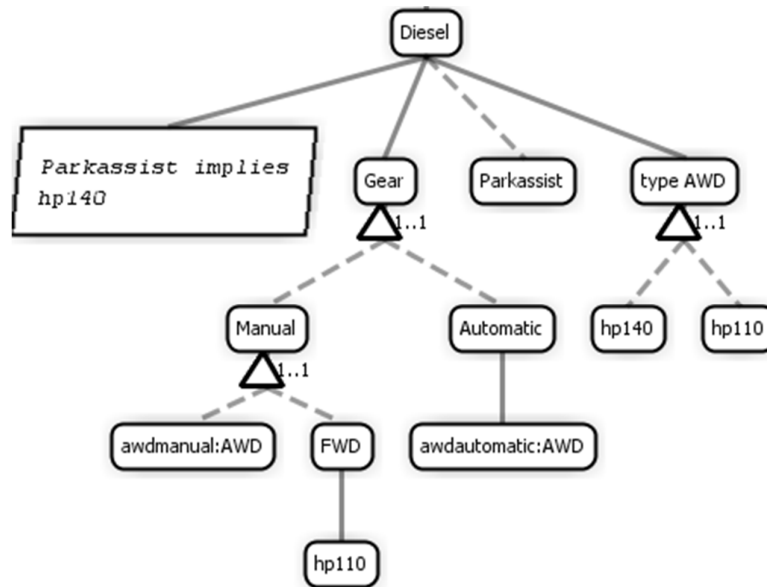 Diesel
Parkassist implies
hp140
Gear
Parkassist
type AWD
1..1
1..1
Manual
Automatic
hp140
hp110
1..1
awdmanual:AWD
FWD
awdautomatic:AWD
hp110